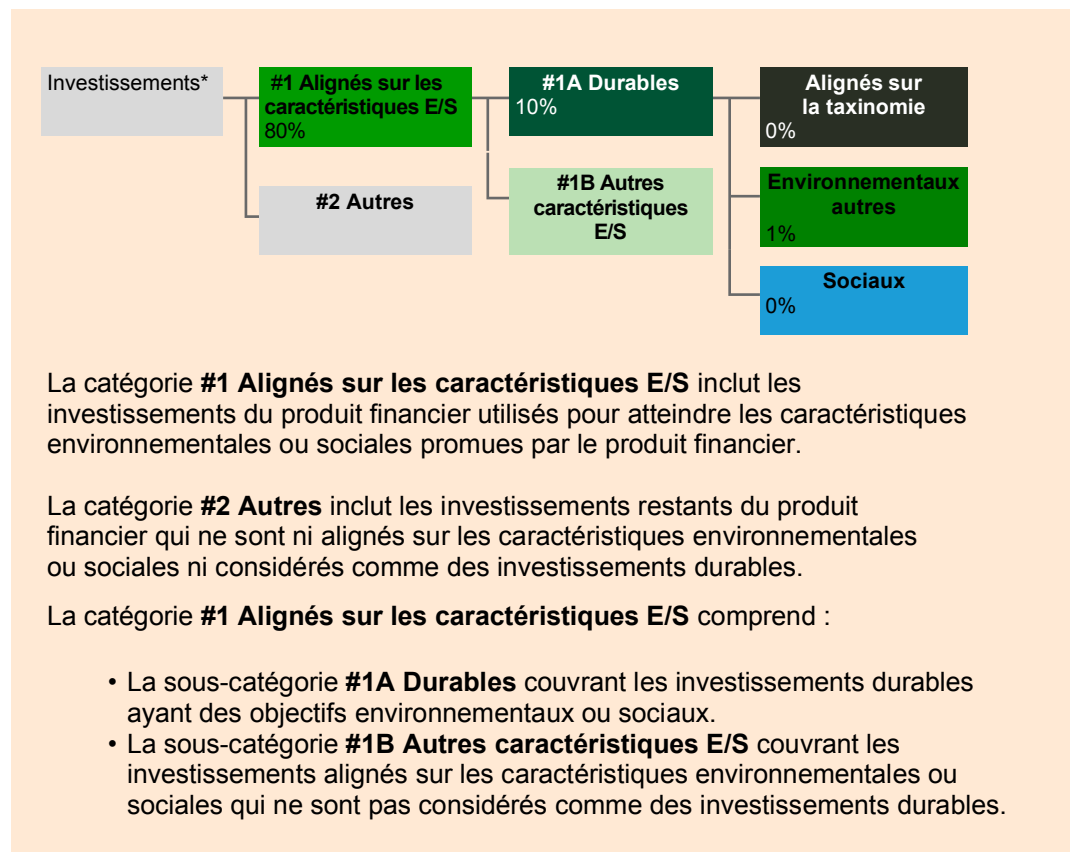 Investissements*
#1 Alignés sur les
caractéristiques E/S
80%
#2 Autres
#1A Durables
10%
#1B Autres
caractéristiques
E/S
Alignés sur
la taxinomie
0%
Environnementaux
autres
1%
Sociaux
0%
La catégorie #1 Alignés sur les caractéristiques E/S inclut les
investissements du produit financier utilisés pour atteindre les caractéristiques
environnementales ou sociales promues par le produit financier.
La catégorie #2 Autres inclut les investissements restants du produit
financier qui ne sont ni alignés sur les caractéristiques environnementales
ou sociales ni considérés comme des investissements durables.
La catégorie #1 Alignés sur les caractéristiques E/S comprend :
• La sous-catégorie #1A Durables couvrant les investissements durables
ayant des objectifs environnementaux ou sociaux.
• La sous-catégorie #1B Autres caractéristiques E/S couvrant les
investissements alignés sur les caractéristiques environnementales ou
sociales qui ne sont pas considérés comme des investissements durables.